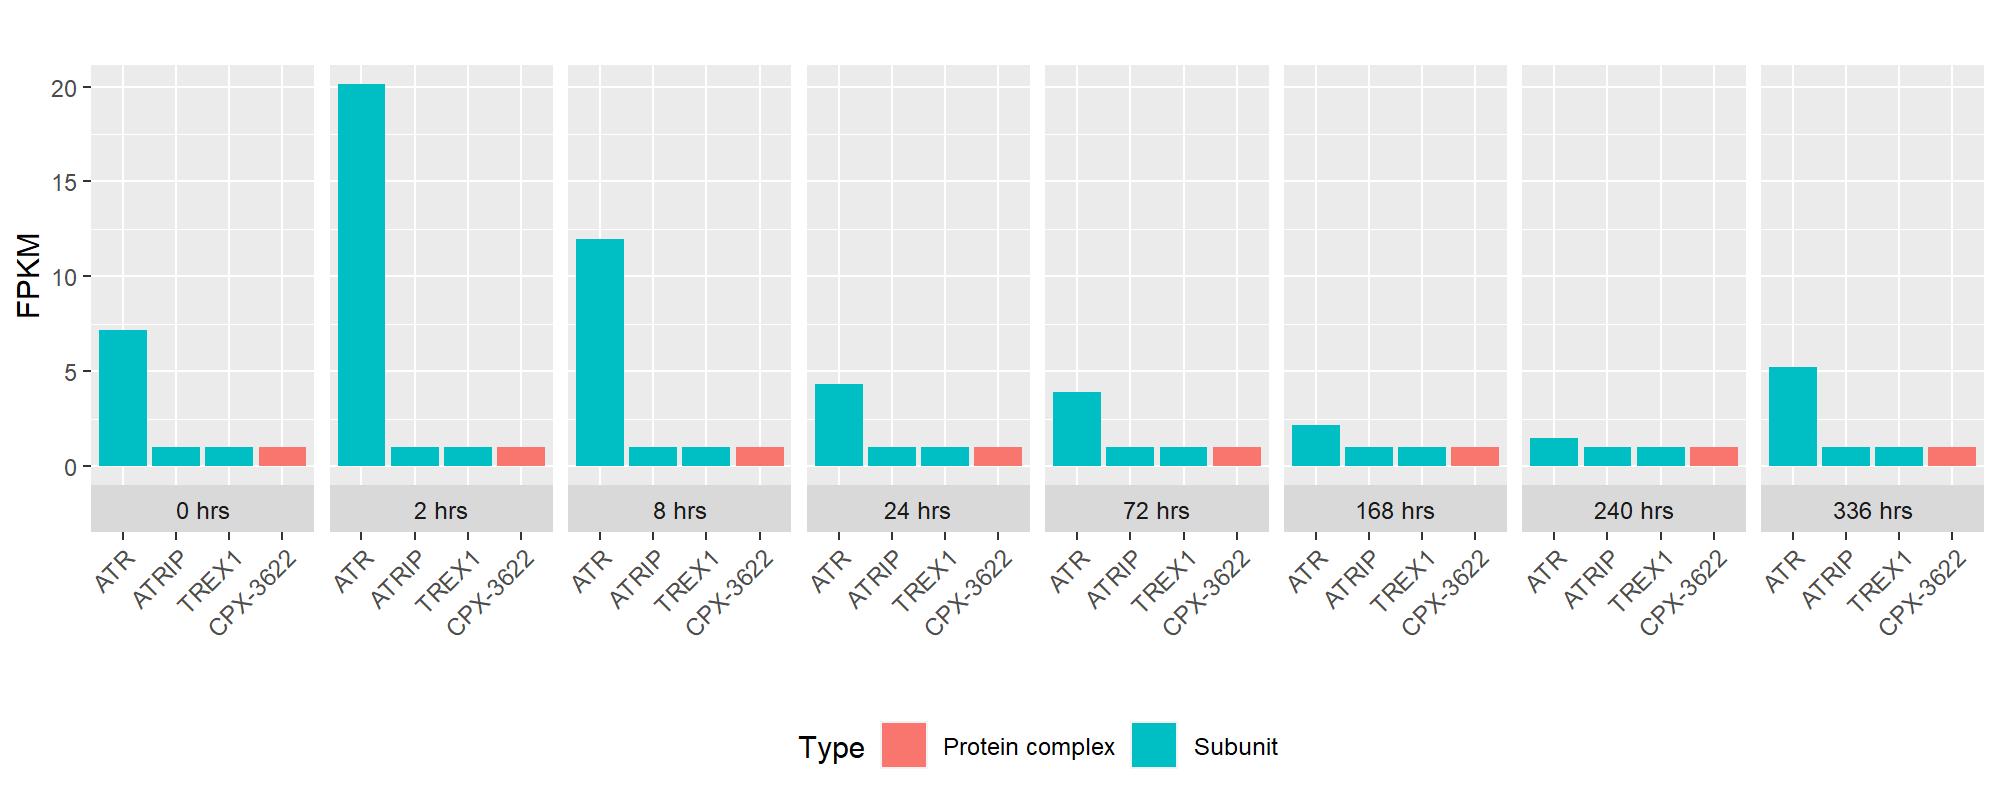 FPKM
20
15
10
5
0
0 hrs 2 hrs 8 hrs 24 hrs 72 hrs 168 hrs 240 hrs 336 hrs
ATR ATRIP TREX1 CPX-3622 ATR ATRIP TREX1 CPX-3622 ATR ATRIP TREX1 CPX-3622 ATR ATRIP TREX1 CPX-3622 ATR ATRIP TREX1 CPX-3622 ATR ATRIP TREX1 CPX-3622 ATR ATRIP TREX1 CPX-3622 ATR ATRIP TREX1 CPX-3622
Type Protein complex Subunit